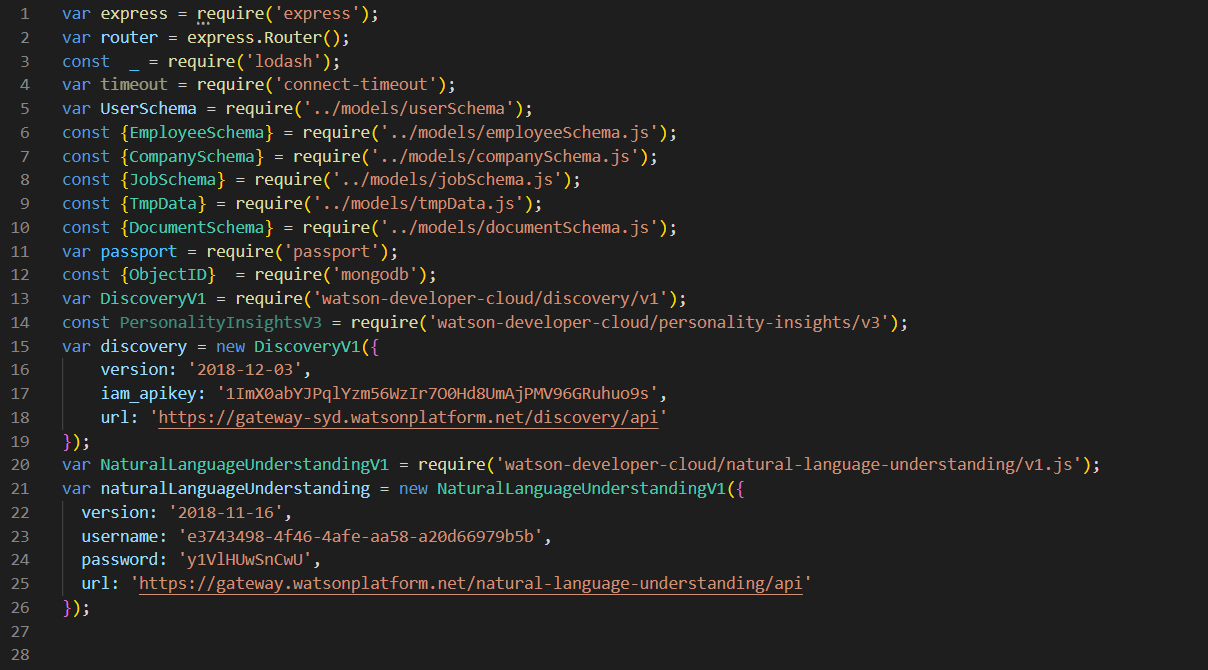 1 var express = require('express');
2 var router = express.Router();
3 const  _ = require('lodash');
4 var timeout = require('connect-timeout');
5 var UserSchema = require('../models/userSchema');
6 const {EmployeeSchema} = require('../models/employeeSchema.js');
7 const {CompanySchema} = require('../models/companySchema.js');
8 const {JobSchema} = require('../models/jobSchema.js');
9 const {TmpData} = require('../models/tmpData.js');
10 const {DocumentSchema} = require('../models/documentSchema.js');
11 var passport = require('passport');
12 const {ObjectID}  = require('mongodb');
13 var DiscoveryV1 = require('watson-developer-cloud/discovery/v1');
14 const PersonalityInsightsV3 = require('watson-developer-cloud/personality-insights/v3');
15 var discovery = new DiscoveryV1({
16     version: '2018-12-03',
17     iam_apikey: '1ImX0abYJPqlYzm56WzIr7O0Hd8UmAjPMV96GRuhuo9s',
18     url: 'https://gateway-syd.watsonplatform.net/discovery/api'
19 });
20 var NaturalLanguageUnderstandingV1 = require('watson-developer-cloud/natural-language-understanding/v1.js');
21 var naturalLanguageUnderstanding = new NaturalLanguageUnderstandingV1({
22   version: '2018-11-16',
23   username: 'e3743498-4f46-4afe-aa58-a20d66979b5b',
24   password: 'y1VlHUwSnCwU',
25   url: 'https://gateway.watsonplatform.net/natural-language-understanding/api'
26 });
27
28